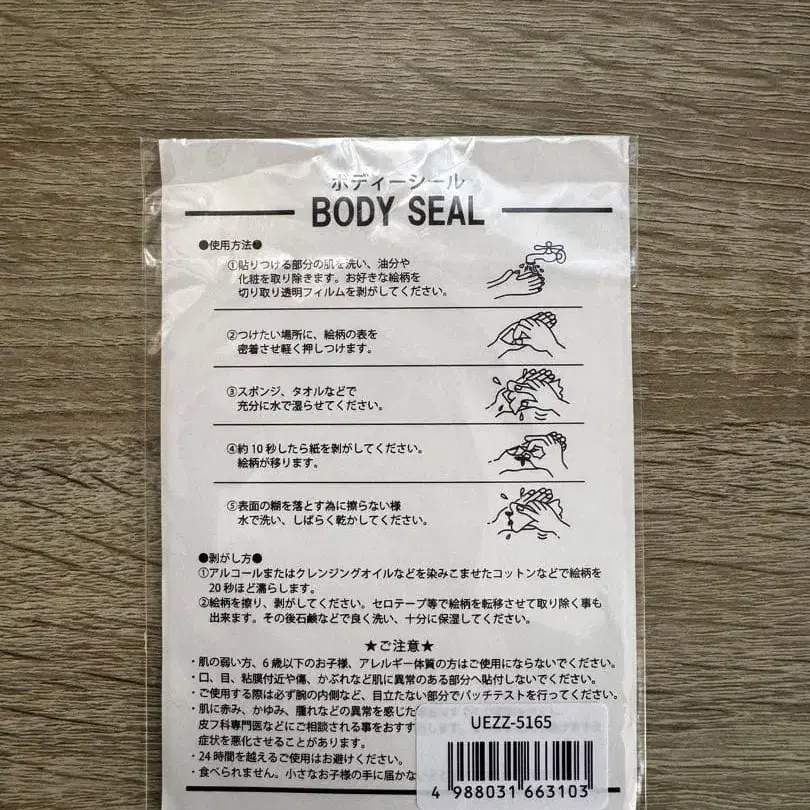 ボディーシール
BODY SEAL
●使用方法●
①貼りつける部分の肌を洗い、油分や
化粧を取り除きます。お好きな絵柄を
切り取り透明フィルムを剥がしてください。
②つけたい場所に、絵柄の表を
密着させ軽く押しつけます。
③スポンジ、タオルなどで
充分に水で湿らせてください。
④約10秒したら紙を剥がしてください。
絵柄が移ります。
⑤表面の糊を落とす為に擦らない様
水で洗い、しばらく乾かしてください。
●剥がし方●
①アルコールまたはクレンジングオイルなどを染みこませたコットンなどで絵柄を
20秒ほど濡らします。
②絵柄を擦り、剥がしてください。セロテープ等で絵柄を転移させて取り除く事も
出来ます。その後石鹸などで良く洗い、十分に保湿してください。
★ご注意★
・肌の弱い方、6歳以下のお子様、アレルギー体質の方はご使用にならないでください。
・口、目、粘膜付近や傷、かぶれなど肌に異常のある部分へ貼付しないでください。
・ご使用する際は必ず腕の内側など、目立たない部分でパッチテストを行ってください。
・肌に赤み、かゆみ、腫れなどの異常を感じた
皮フ科専門医などにご相談される事をおすす
症状を悪化させることがあります。
・24時間を越えるご使用はお避けください。
・食べられません。小さなお子様の手に届かな
UEZZ-5165
4 988031 663103